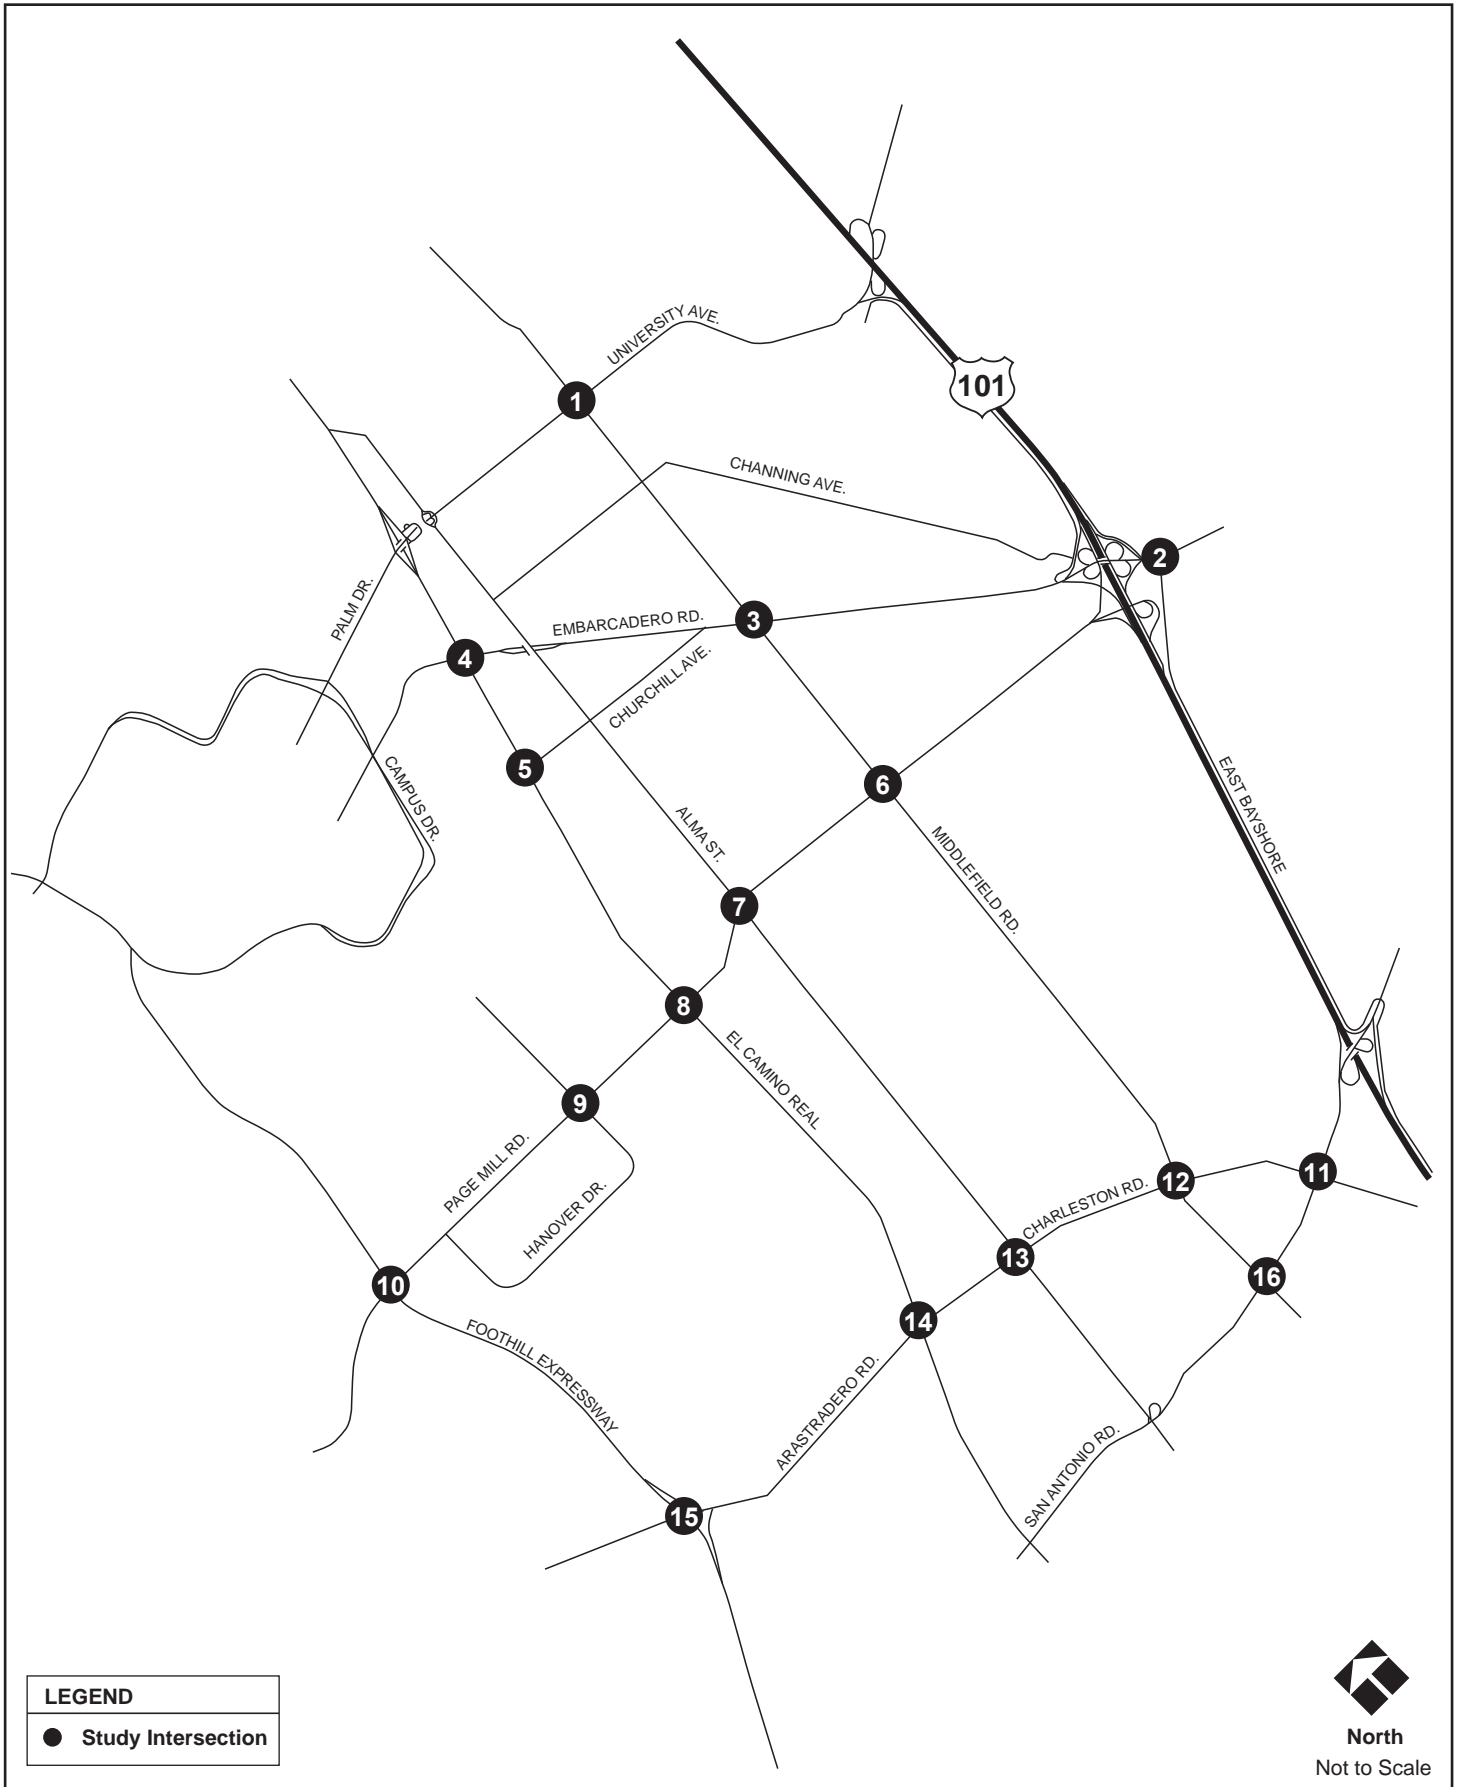 UNIVERSITY AVE.
1
101
CHANNING AVE.
2
PALM DR.
EMBARCADERO RD.
3
4
CHURCHILL AVE.
5
CAMPUS DR.
6
EAST BAYSHORE
ALMA ST.
MIDDLEFIELD RD.
7
8
EL CAMINO REAL
9
PAGE MILL RD.
HANOVER DR.
11
12
CHARLESTON RD.
13
10
16
14
FOOTHILL EXPRESSWAY
ARASTRADERO RD.
SAN ANTONIO RD.
15
LEGEND
Study Intersection
North
Not to Scale